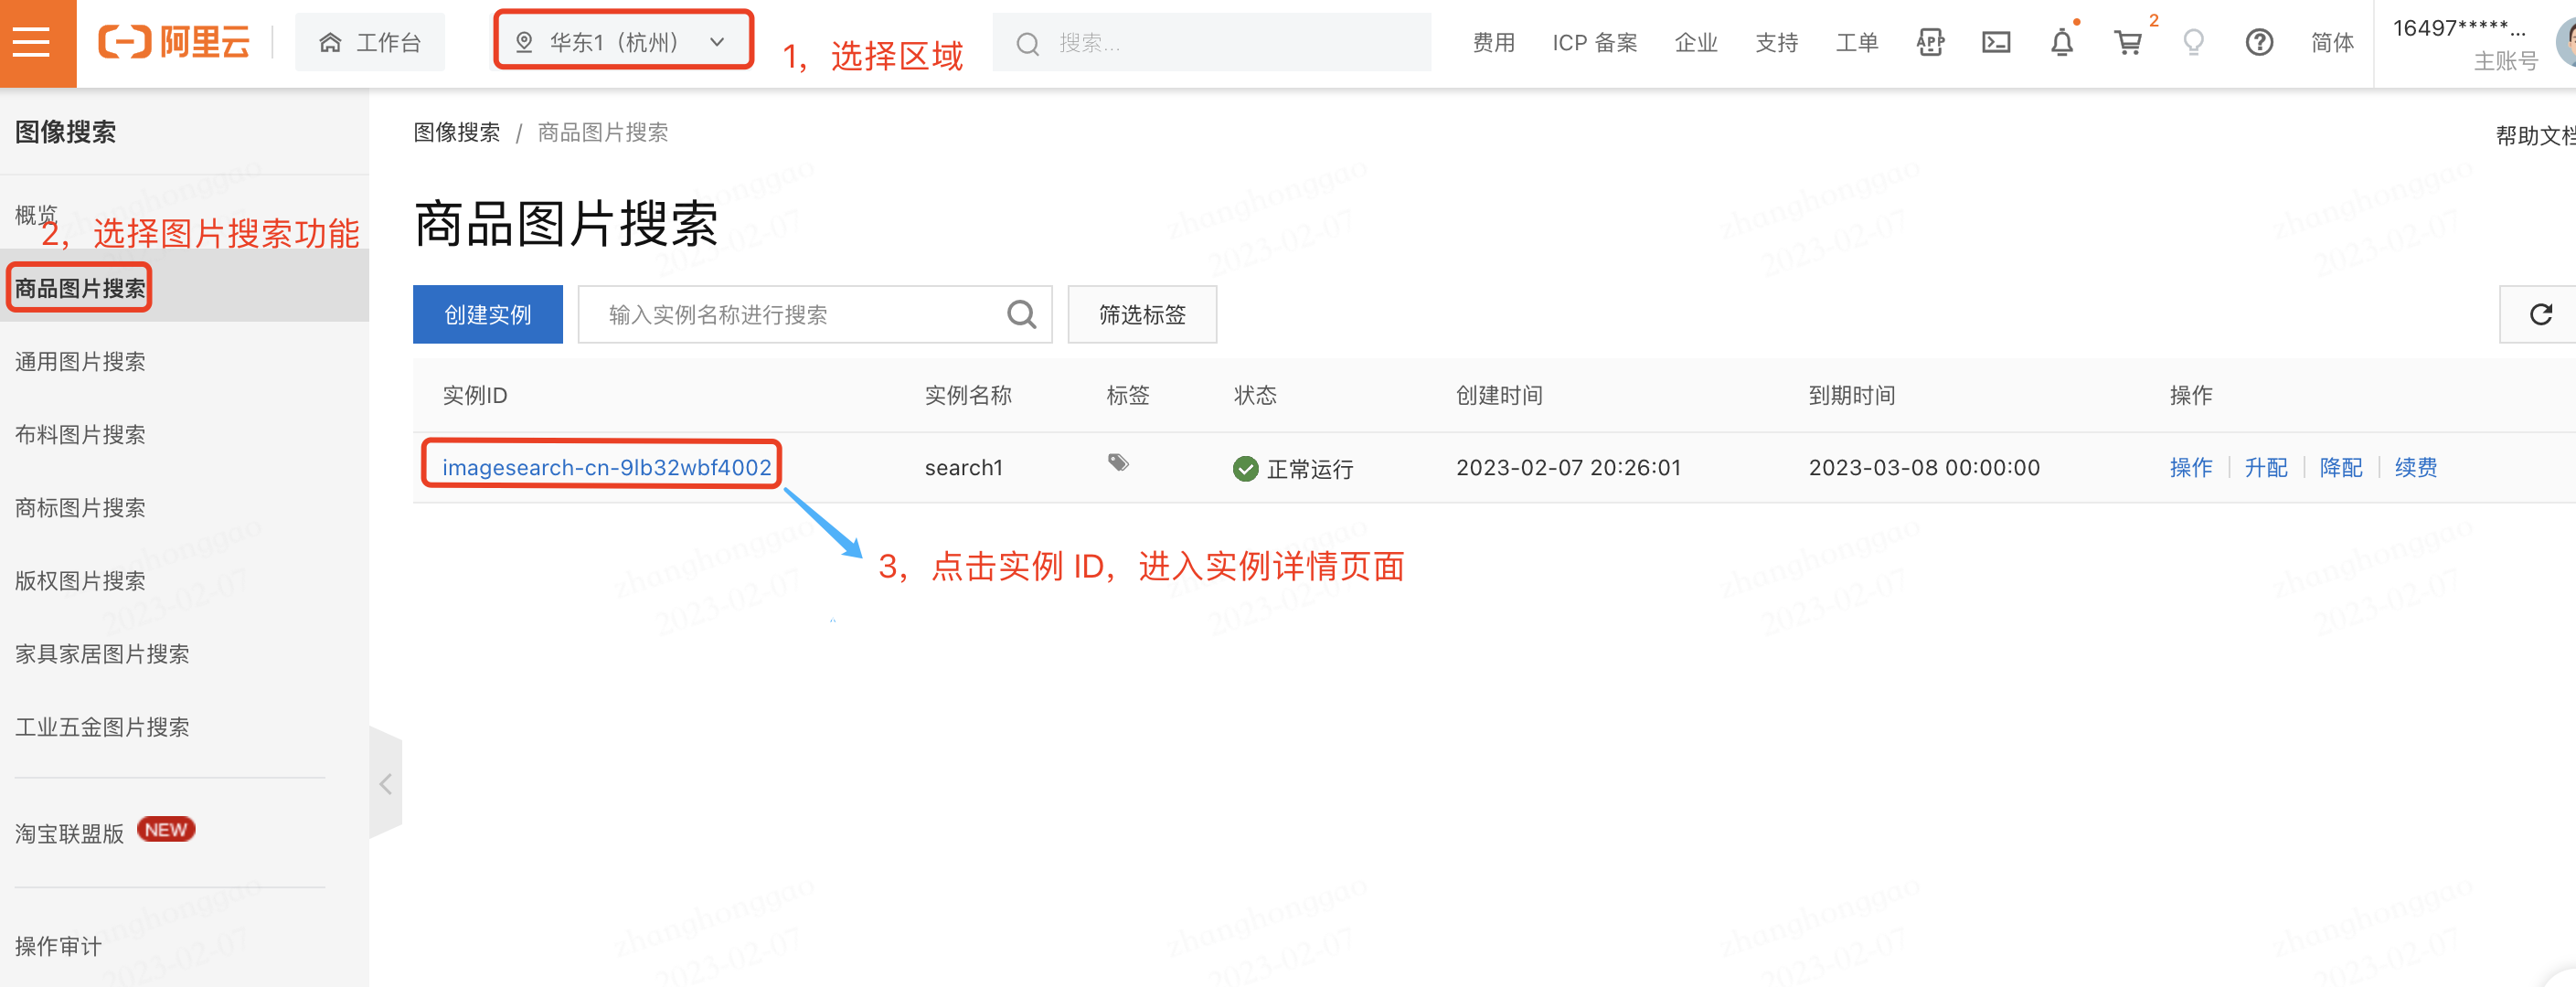 阿里云
工作台
华东1（杭州）
1，选择区域
搜索...
费用
ICP 备案
企业
支持
工单
APP
2
简体
16497*****...
主账号
图像搜索
概览
2，选择图片搜索功能
商品图片搜索
通用图片搜索
布料图片搜索
商标图片搜索
版权图片搜索
家具家居图片搜索
工业五金图片搜索
淘宝联盟版 NEW
操作审计
图像搜索 / 商品图片搜索
帮助文档
商品图片搜索
创建实例
输入实例名称进行搜索
筛选标签
实例ID 实例名称 标签 状态 创建时间 到期时间 操作
imagesearch-cn-9lb32wbf4002 search1 正常运行 2023-02-07 20:26:01 2023-03-08 00:00:00 操作 升配 降配 续费
3，点击实例 ID，进入实例详情页面
zhanghonggao
2023-02-07